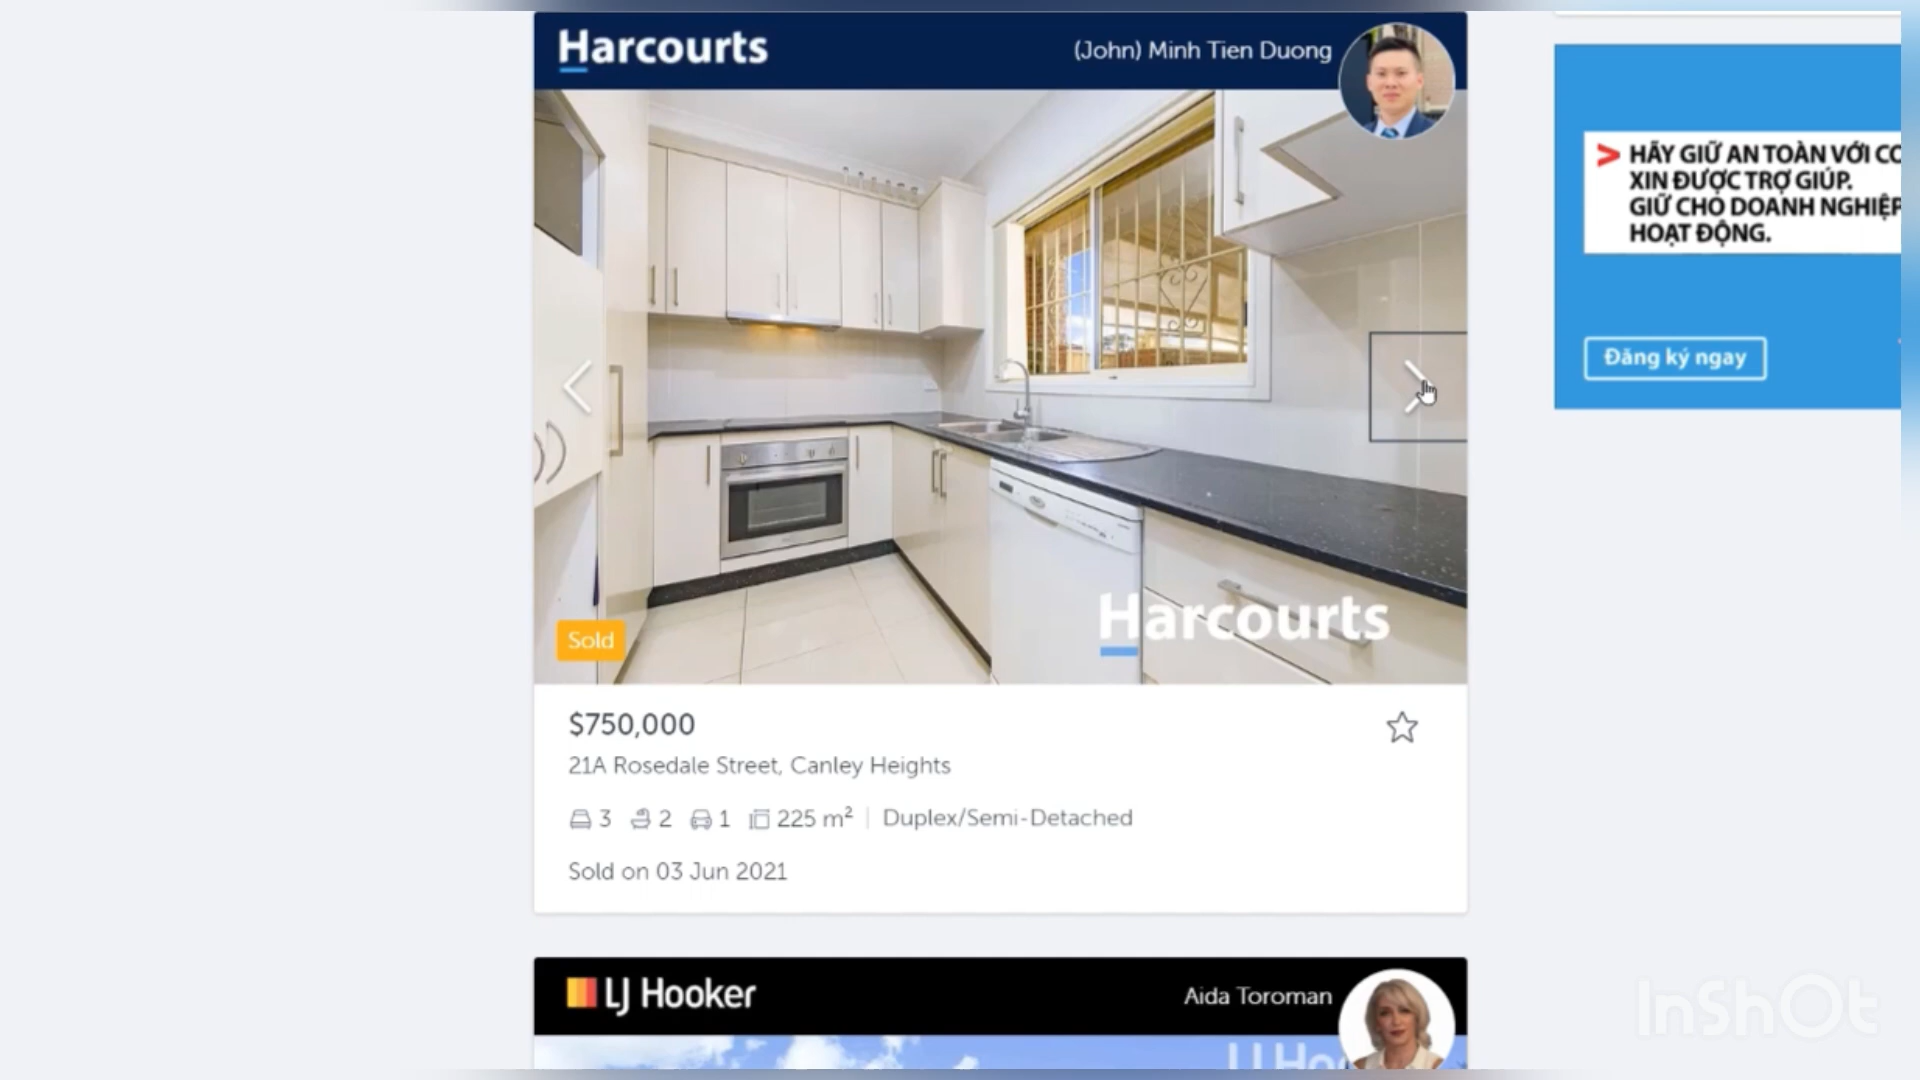 Harcourts
(John) Minh Tien Duong
Harcourts
Sold
$750,000
21A Rosedale Street, Canley Heights
3 2 1 225 m² Duplex/Semi-Detached
Sold on 03 Jun 2021
LJ Hooker
Aida Toroman
HÃY GIỮ AN TOÀN VỚI
XIN ĐƯỢC TRỢ GIÚP.
GIỮ CHO DOANH NGHIỆP
HOẠT ĐỘNG.
Đăng ký ngay
InShOt